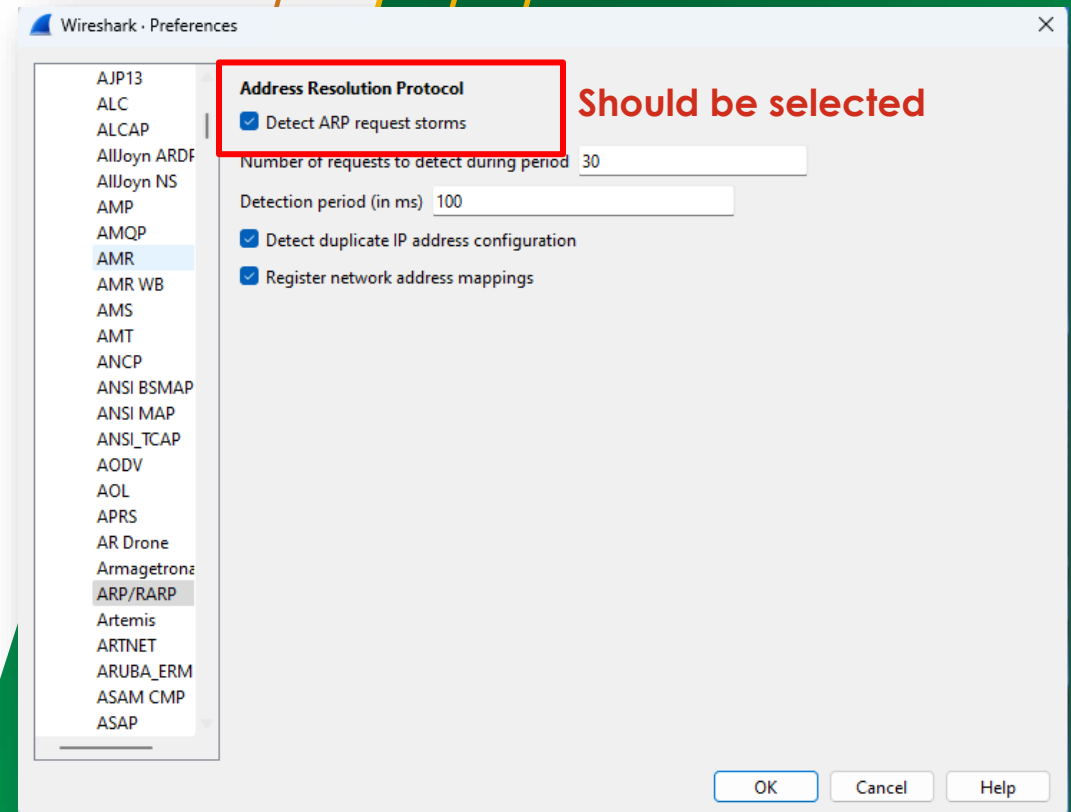 Wireshark · Preferences
AJP13
ALC
ALCAP
AllJoyn ARDP
AllJoyn NS
AMP
AMQP
AMR
AMR WB
AMS
AMT
ANCP
ANSI BSMAP
ANSI MAP
ANSI_TCAP
AODV
AOL
APRS
AR Drone
Armagetrona
ARP/RARP
Artemis
ARTNET
ARUBA_ERM
ASAM CMP
ASAP
Address Resolution Protocol
Detect ARP request storms
Should be selected
Number of requests to detect during period 30
Detection period (in ms) 100
Detect duplicate IP address configuration
Register network address mappings
OK Cancel Help